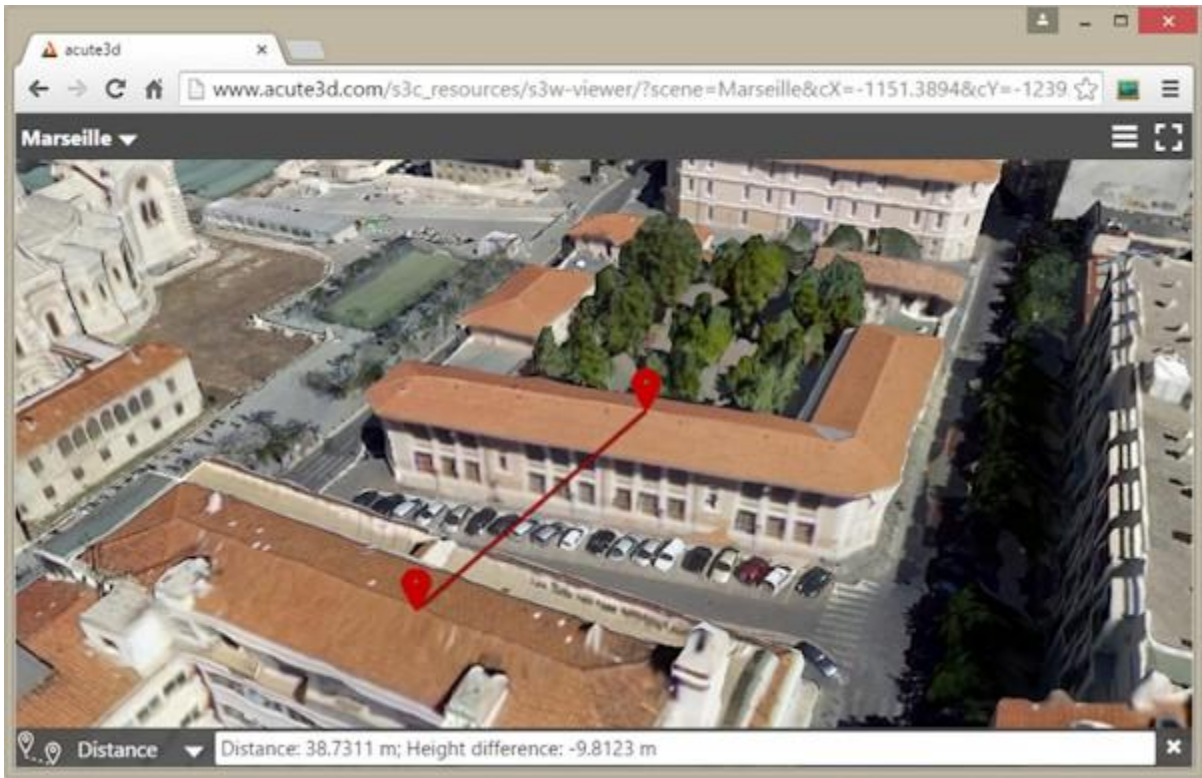 acute3d
www.acute3d.com/s3c_resources/s3w-viewer/?scene=Marseille&cX=-1151.3894&cY=-1239
Marseille
Distance
Distance: 38.7311 m; Height difference: -9.8123 m